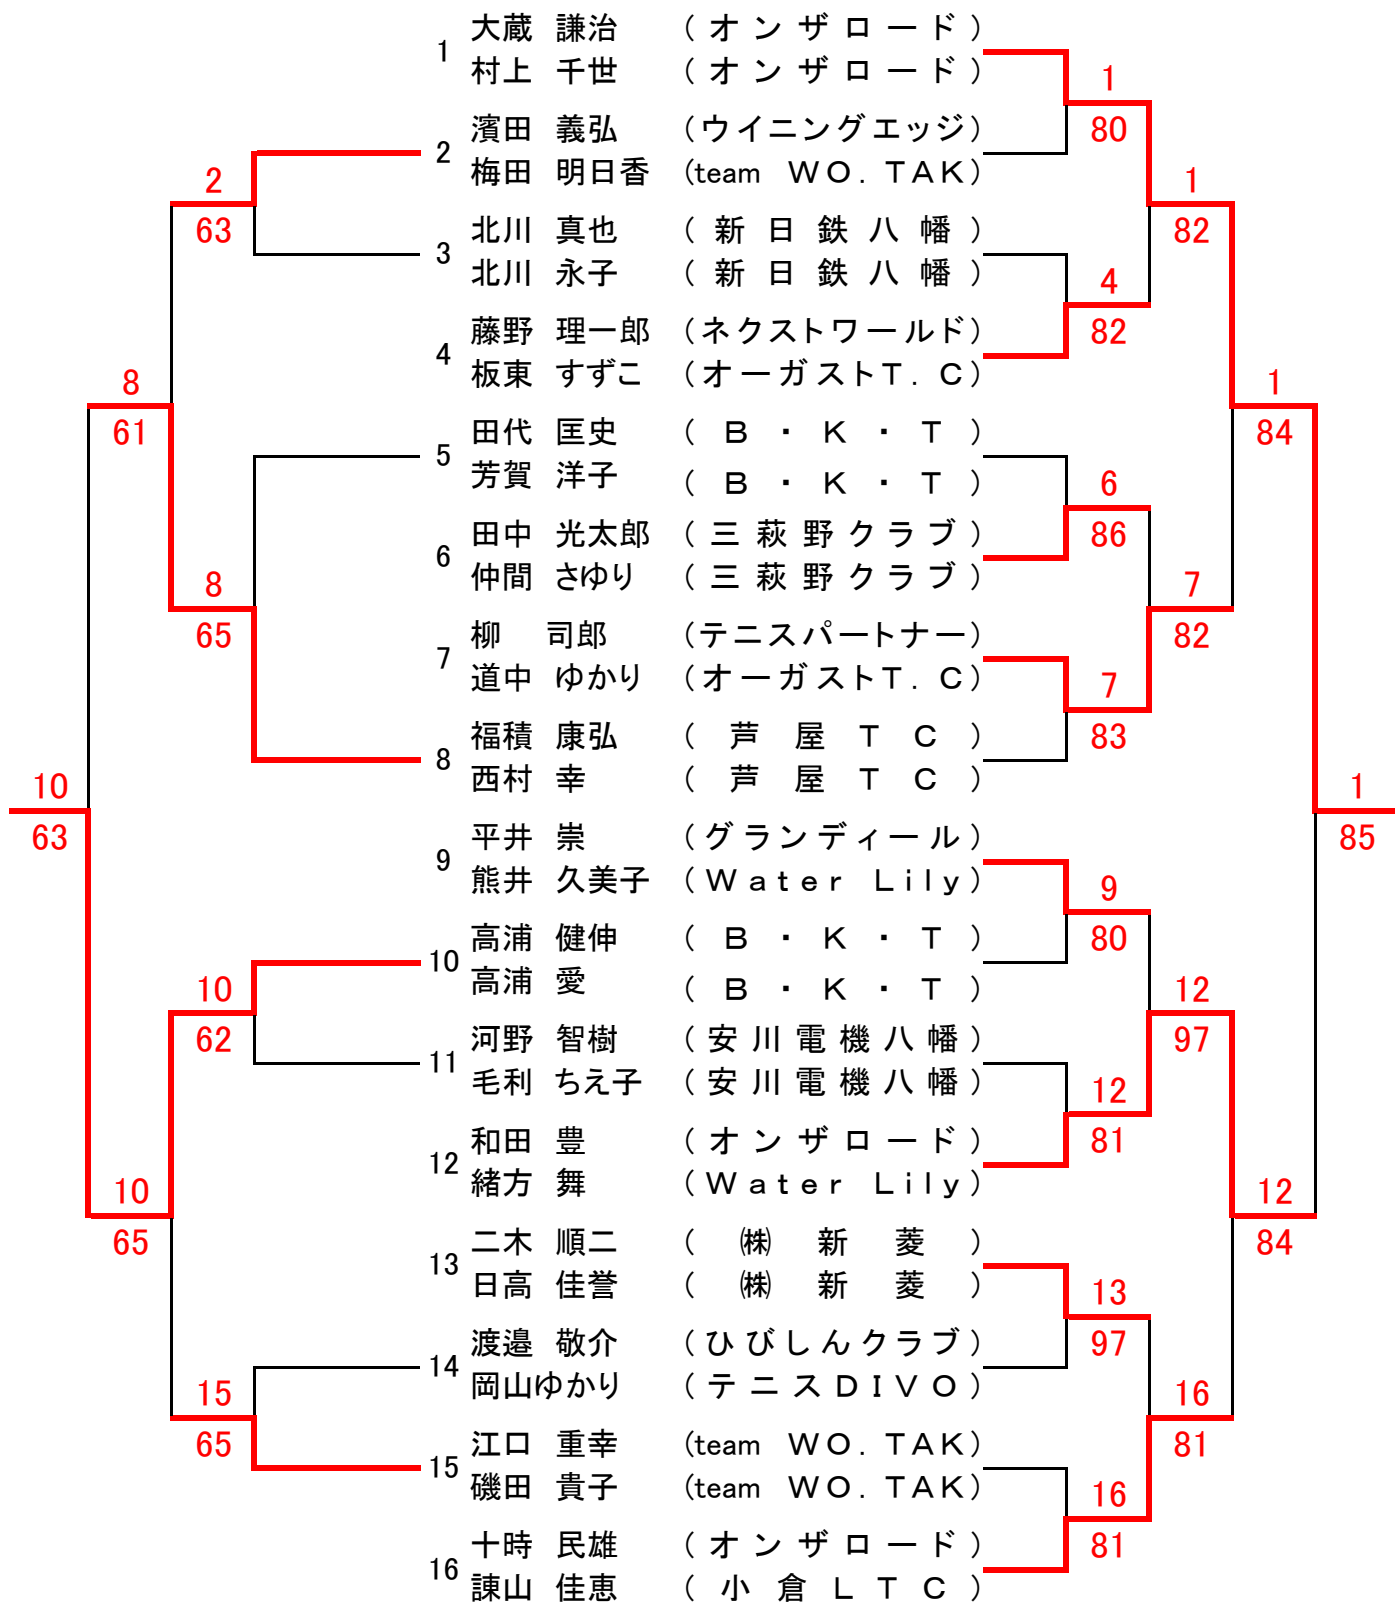 1
大蔵 謙治 (オンザロード)
村上 千世 (オンザロード)
2
濱田 義弘 (ウイニングエッジ)
梅田 明日香 (team WO. TAK)
3
北川 真也 (新日鉄八幡)
北川 永子 (新日鉄八幡)
4
藤野 理一郎 (ネクストワールド)
板東 すずこ (オーガストT. C)
5
田代 匡史 (B・K・T)
芳賀 洋子 (B・K・T)
6
田中 光太郎 (三萩野クラブ)
仲間 さゆり (三萩野クラブ)
7
柳 司郎 (テニスパートナー)
道中 ゆかり (オーガストT. C)
8
福積 康弘 (芦屋TC)
西村 幸 (芦屋TC)
9
平井 崇 (グランディール)
熊井 久美子 (Water Lily)
10
高浦 健伸 (B・K・T)
高浦 愛 (B・K・T)
11
河野 智樹 (安川電機八幡)
毛利 ちえ子 (安川電機八幡)
12
和田 豊 (オンザロード)
緒方 舞 (Water Lily)
13
二木 順二 (㈱新菱)
日高 佳誉 (㈱新菱)
14
渡邉 敬介 (ひびしんクラブ)
岡山ゆかり (テニスDIVO)
15
江口 重幸 (team WO. TAK)
磯田 貴子 (team WO. TAK)
16
十時 民雄 (オンザロード)
諌山 佳恵 (小倉LTC)
2
63
8
65
10
62
15
65
8
61
10
65
10
63
1
80
4
82
6
86
7
83
9
80
12
81
13
97
16
81
1
82
7
82
12
97
16
81
1
84
12
84
1
85